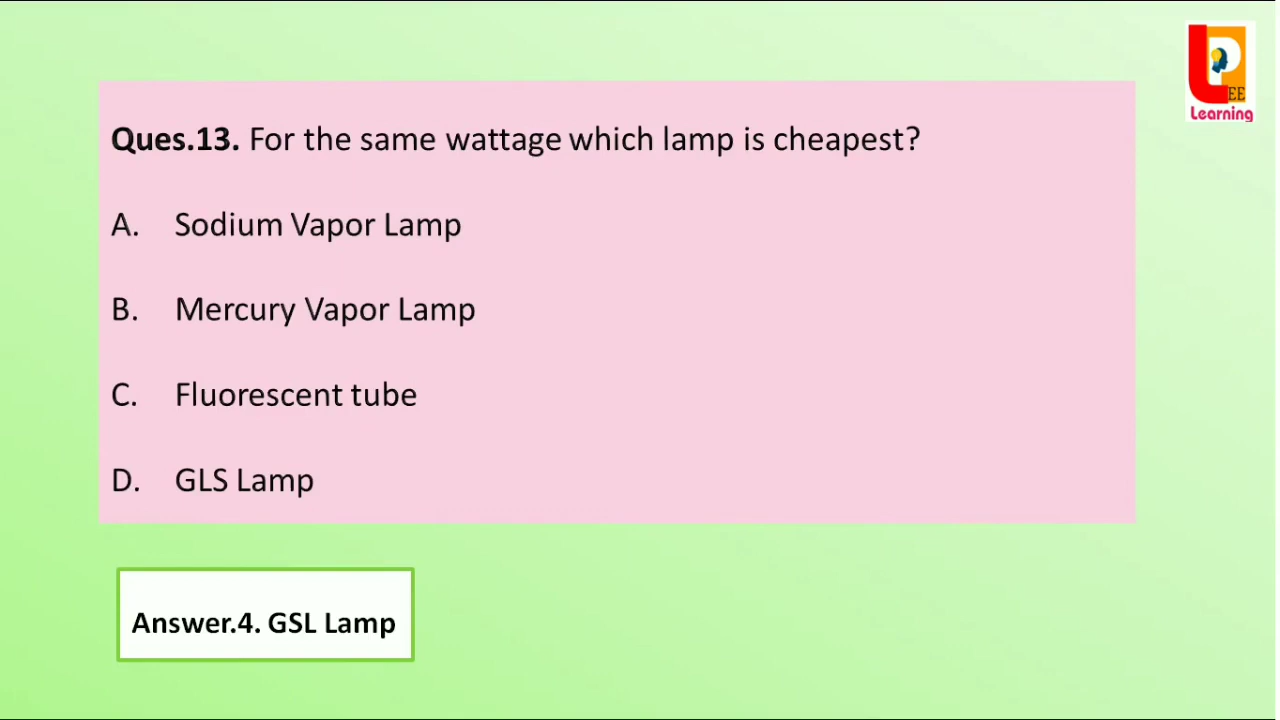 LP
EE
Learning
Ques.13. For the same wattage which lamp is cheapest?
A. Sodium Vapor Lamp
B. Mercury Vapor Lamp
C. Fluorescent tube
D. GLS Lamp
Answer.4. GSL Lamp